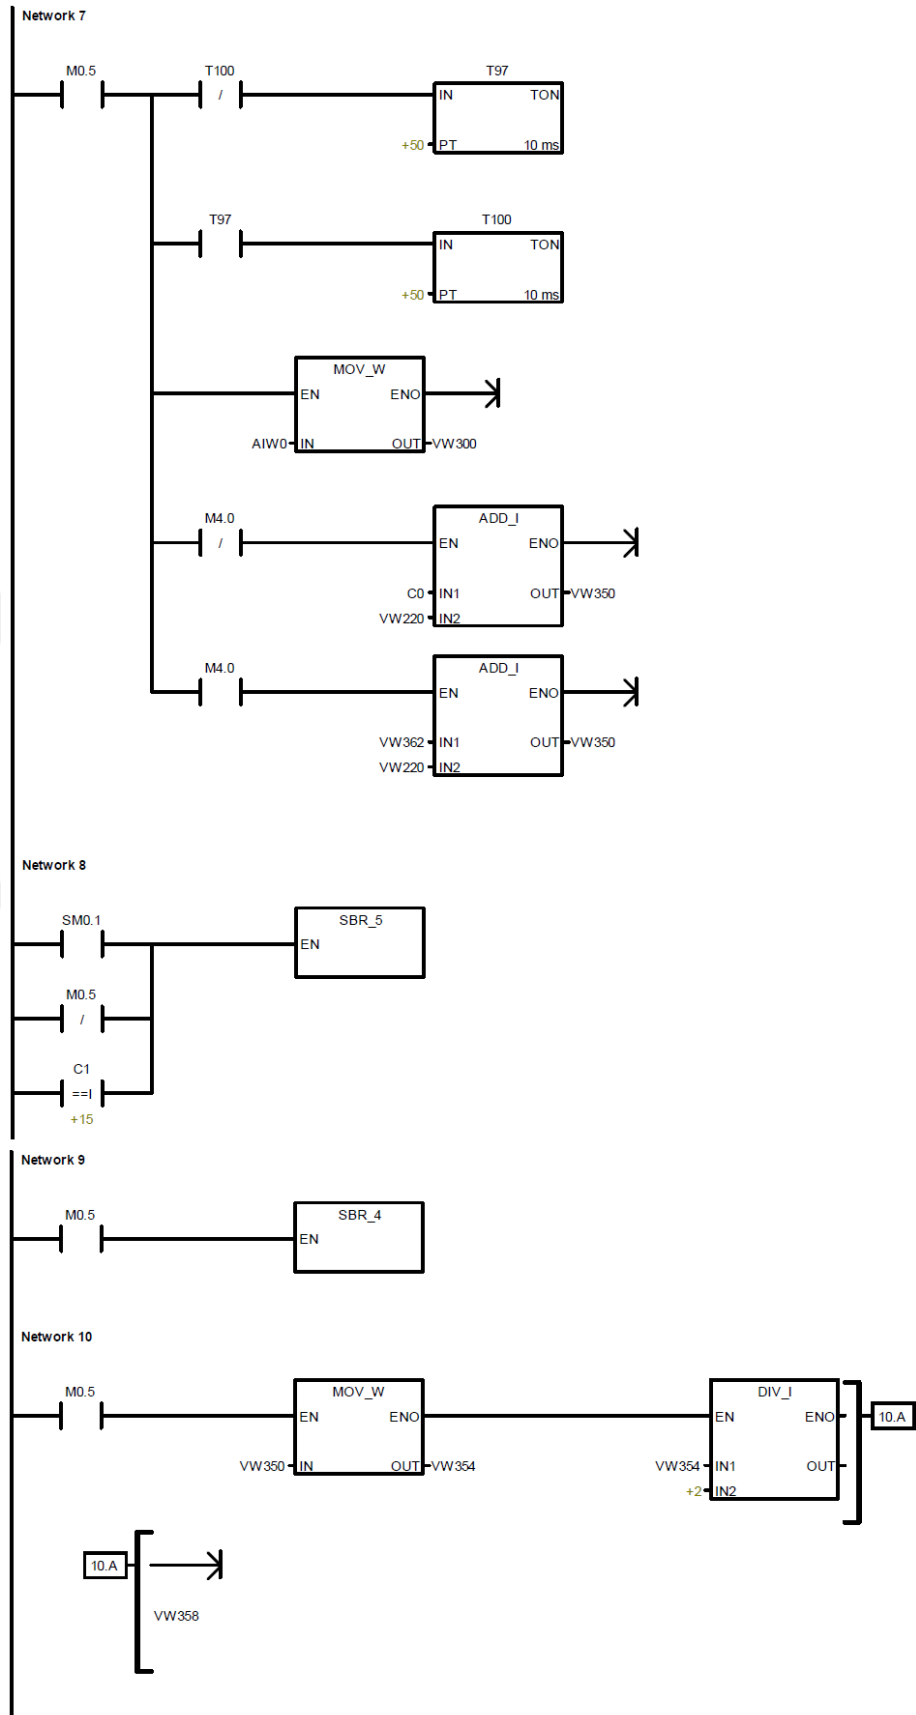 Network 7
M0.5 T100 T97
/ IN TON
+50 PT 10 ms
T97 T100
IN TON
+50 PT 10 ms
MOV_W
EN ENO
AIW0 IN OUT VW300
M4.0 ADD_I
/ EN ENO
C0 IN1 OUT VW350
VW220 IN2
M4.0 ADD_I
EN ENO
VW362 IN1 OUT VW350
VW220 IN2
Network 8
SM0.1 SBR_5
EN
M0.5
/
C1
==I
+15
Network 9
M0.5 SBR_4
EN
Network 10
M0.5 MOV_W DIV_I
EN ENO EN ENO 10.A
VW350 IN OUT VW354 VW354 IN1 OUT
+2 IN2
10.A
VW358